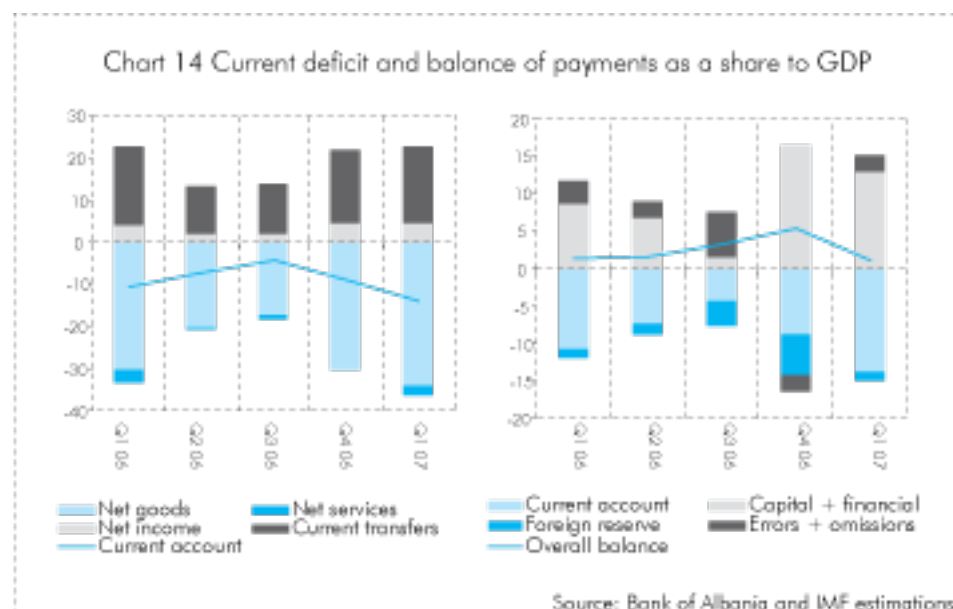 Chart 14 Current deficit and balance of payments as a share to GDP
30
20
10
0
-10
-20
-30
-40
Q1 06
Q2 06
Q3 06
Q4 06
Q1 07
Net goods
Net services
Net income
Current transfers
Current account
20
15
10
5
0
-5
-10
-15
-20
Q1 06
Q2 06
Q3 06
Q4 06
Q1 07
Current account
Capital + financial
Foreign reserve
Errors + omissions
Overall balance
Source: Bank of Albania and IMF estimations